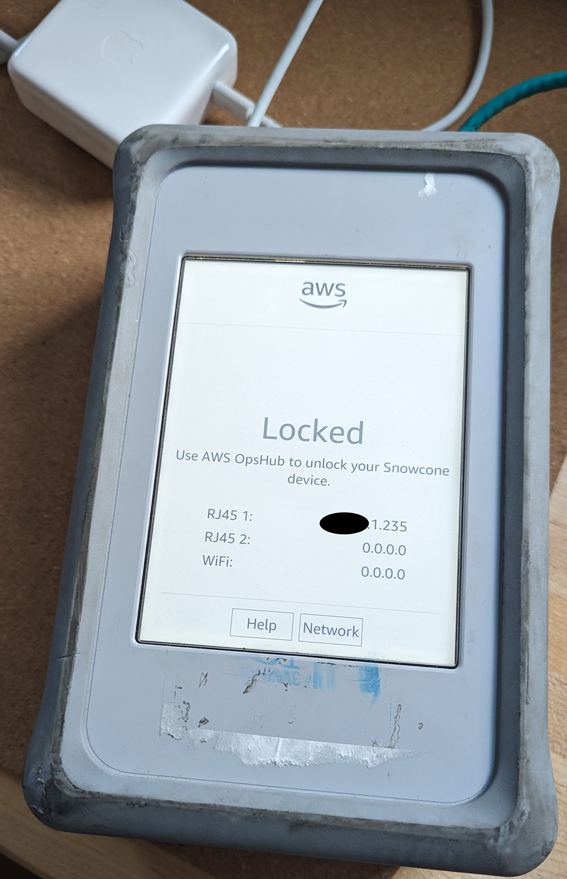 aws
Locked
Use AWS OpsHub to unlock your Snowcone
device.
RJ45 1: .1.235
RJ45 2: 0.0.0.0
WiFi: 0.0.0.0
Help Network